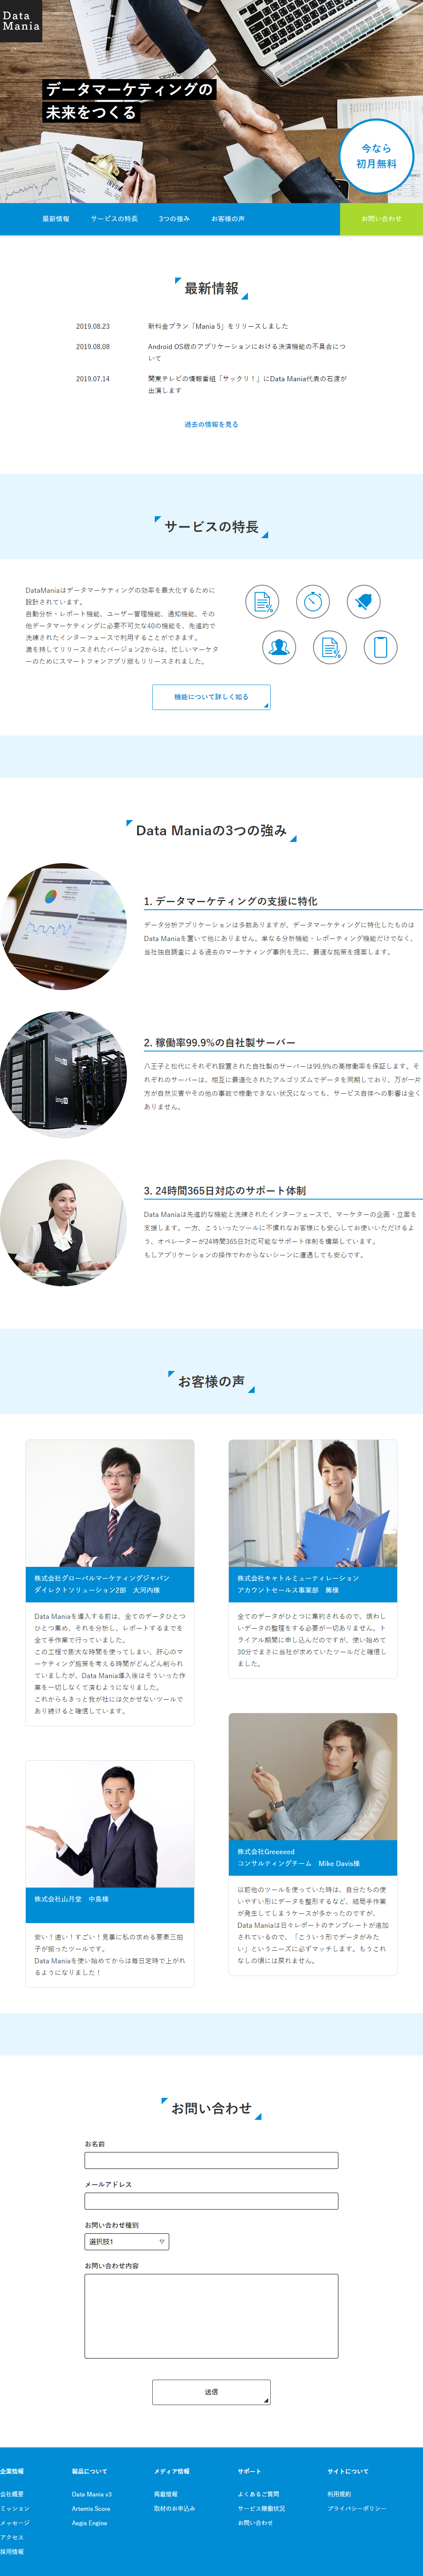 Data
Mania
データマーケティングの
未来をつくる
今なら
初月無料
最新情報 サービスの特長 3つの強み お客様の声 お問い合わせ
最新情報
2019.08.23 新料金プラン「Mania 5」をリリースしました
2019.08.08 Android OS版のアプリケーションにおける決済機能の不具合につ
いて
2019.07.14 関東テレビの情報番組「サックリ！」にData Mania代表の石渡が
出演します
過去の情報を見る
サービスの特長
DataManiaはデータマーケティングの効率を最大化するために
設計されています。
自動分析・レポート機能、ユーザー管理機能、通知機能、その
他データマーケティングに必要不可欠な40の機能を、先進的で
洗練されたインターフェースで利用することができます。
満を持してリリースされたバージョン2からは、忙しいマーケタ
ーのためにスマートフォンアプリ版もリリースされました。
機能について詳しく知る
Data Maniaの3つの強み
1. データマーケティングの支援に特化
データ分析アプリケーションは多数ありますが、データマーケティングに特化したものは
Data Maniaを置いて他にありません。単なる分析機能・レポーティング機能だけでなく、
当社独自調査による過去のマーケティング事例を元に、最適な施策を提案します。
2. 稼働率99.9%の自社製サーバー
八王子と松代にそれぞれ設置された自社製のサーバーは99.9%の高稼働率を保証します。そ
れぞれのサーバーは、相互に最適化されたアルゴリズムでデータを同期しており、万が一片
方が自然災害やその他の事故で稼働できない状況になっても、サービス自体への影響は全く
ありません。
3. 24時間365日対応のサポート体制
Data Maniaは先進的な機能と洗練されたインターフェースで、マーケターの企画・立案を
支援します。一方、こういったツールに不慣れなお客様にも安心してお使いいただけるよ
う、オペレーターが24時間365日対応可能なサポート体制を構築しています。
もしアプリケーションの操作でわからないシーンに遭遇しても安心です。
お客様の声
株式会社グローバルマーケティングジャパン
ダイレクトソリューション2部　大河内様
Data Maniaを導入する前は、全てのデータひとつ
ひとつ集め、それを分析し、レポートするまでを
全て手作業で行っていました。
この工程で膨大な時間を使ってしまい、肝心のマ
ーケティング施策を考える時間がどんどん削られ
ていましたが、Data Mania導入後はそういった作
業を一切しなくて済むようになりました。
これからもきっと我が社には欠かせないツールで
あり続けると確信しています。
株式会社キャトルミューティレーション
アカウントセールス事業部　籌様
全てのデータがひとつに集約されるので、煩わし
いデータの整理をする必要が一切ありません。ト
ライアル期間に申し込んだのですが、使い始めて
30分でまさに当社が求めていたツールだと確信し
ました。
株式会社山月堂　中島様
安い！速い！すごい！見事に私の求める要素三拍
子が揃ったツールです。
Data Maniaを使い始めてからは毎日定時で上がれ
るようになりました！
株式会社Greeeeed
コンサルティングチーム　Mike Davis様
以前他のツールを使っていた時は、自分たちの使
いやすい形にデータを整形するなど、結局手作業
が発生してしまうケースが多かったのですが、
Data Maniaは日々レポートのテンプレートが追加
されているので、「こういう形でデータがみた
い」というニーズに必ずマッチします。もうこれ
なしの頃には戻れません。
お問い合わせ
お名前
メールアドレス
お問い合わせ種別
選択肢1
お問い合わせ内容
送信
企業情報
会社概要
ミッション
メッセージ
アクセス
採用情報
製品について
Data Mania v3
Artemis Score
Aegis Engine
メディア情報
掲載情報
取材のお申込み
サポート
よくあるご質問
サービス稼働状況
お問い合わせ
サイトについて
利用規約
プライバシーポリシー